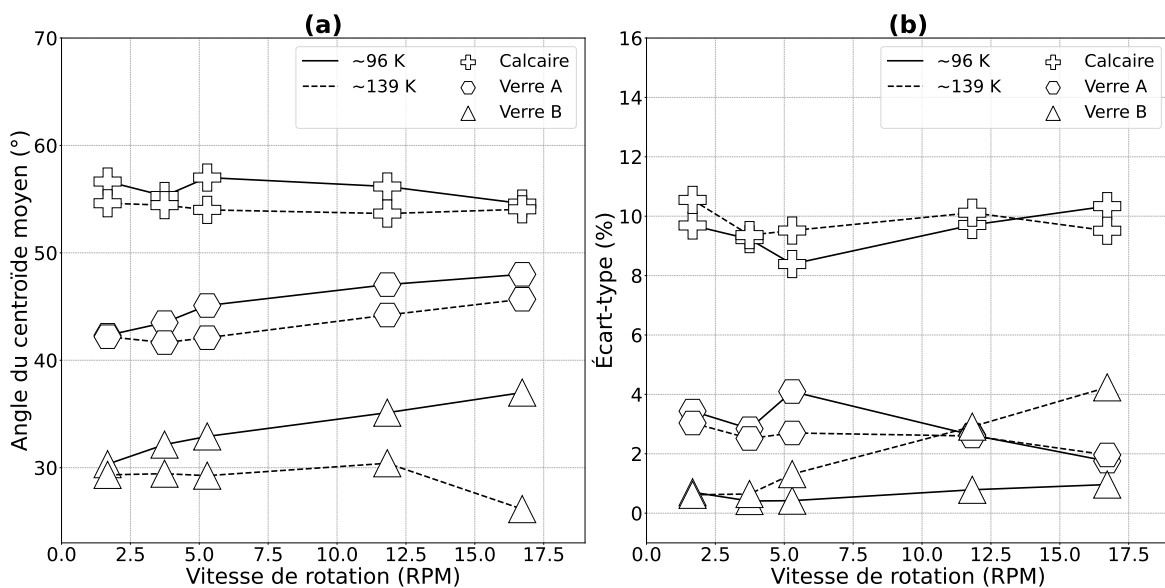 (a)
Angle du centroïde moyen (°)
70
60
50
40
30
~96 K
~139 K
Calcaire
Verre A
Verre B
0.0 2.5 5.0 7.5 10.0 12.5 15.0 17.5
Vitesse de rotation (RPM)
(b)
Écart-type (%)
16
14
12
10
8
6
4
2
0
~96 K
~139 K
Calcaire
Verre A
Verre B
0.0 2.5 5.0 7.5 10.0 12.5 15.0 17.5
Vitesse de rotation (RPM)